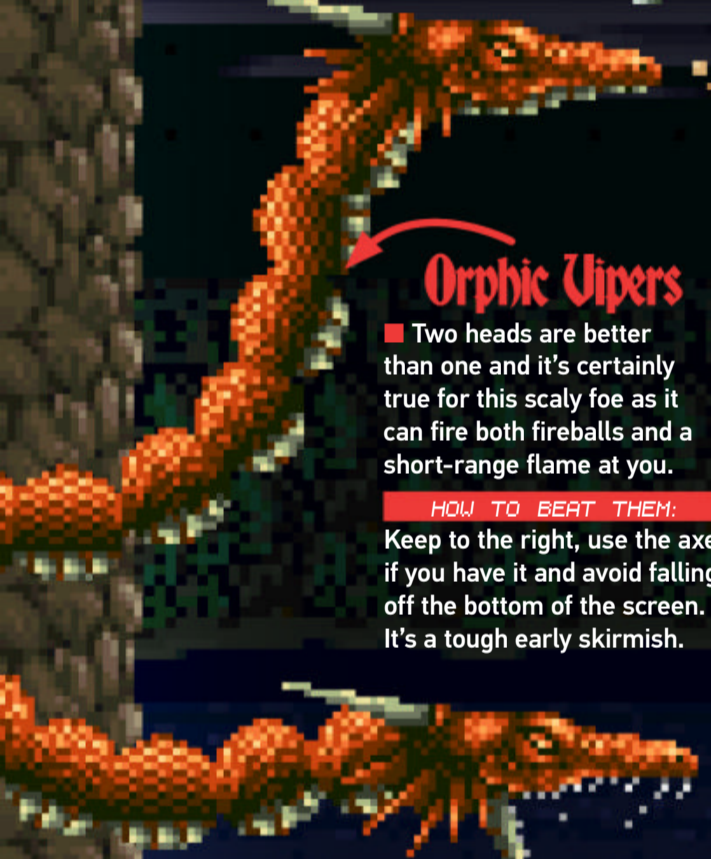 Orphic Vipers
■ Two heads are better
than one and it's certainly
true for this scaly foe as it
can fire both fireballs and a
short-range flame at you.
HOW TO BEAT THEM:
Keep to the right, use the axe
if you have it and avoid falling
off the bottom of the screen.
It's a tough early skirmish.